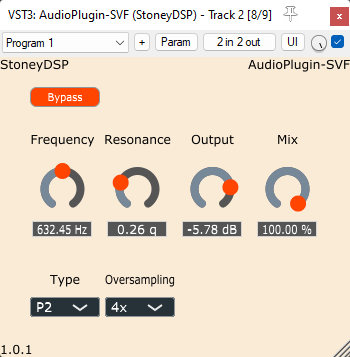 VST3: AudioPlugin-SVF (StoneyDSP) - Track 2 [8/9]
Program 1 + Param 2 in 2 out UI
StoneyDSP AudioPlugin-SVF
Bypass
Frequency Resonance Output Mix
632.45 Hz 0.26 q -5.78 dB 100.00 %
Type Oversampling
P2 4x
1.0.1